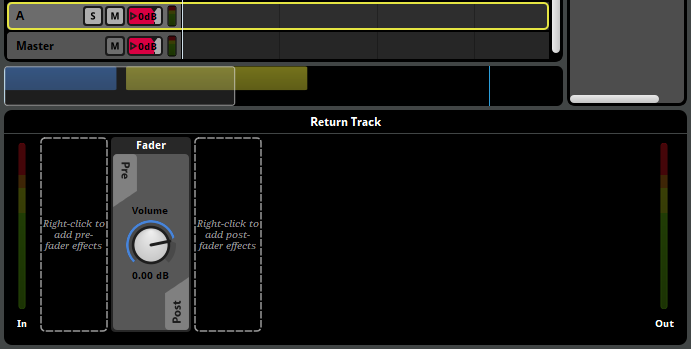 A S M 0dB
Master M 0dB
Return Track
Fader
Pre
Right-click to
add pre-
fader effects
Volume
0.00 dB
Post
Right-click to
add post-
fader effects
In
Out